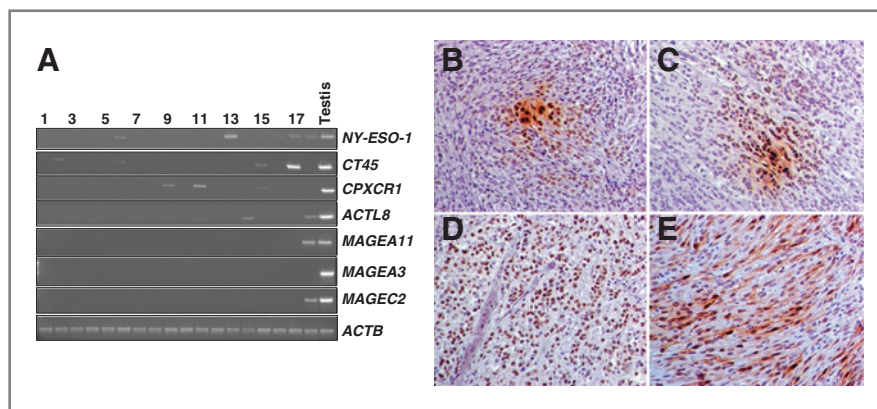 A
B
C
1 3 5 7 9 11 13 15 17 Testis
NY-ESO-1
CT45
CPXCR1
ACTL8
MAGEA11
MAGEA3
MAGEC2
ACTB
D
E